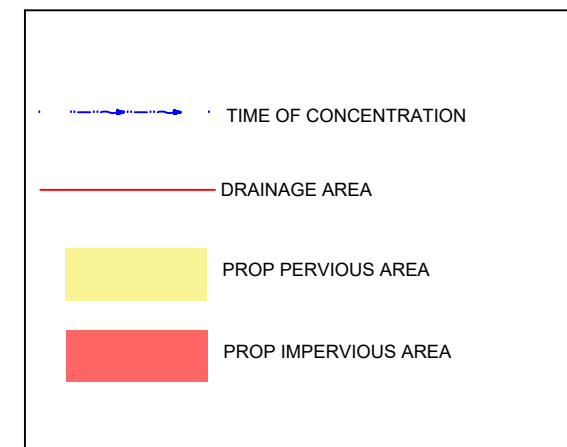 TIME OF CONCENTRATION
DRAINAGE AREA
PROP PERVIOUS AREA
PROP IMPERVIOUS AREA